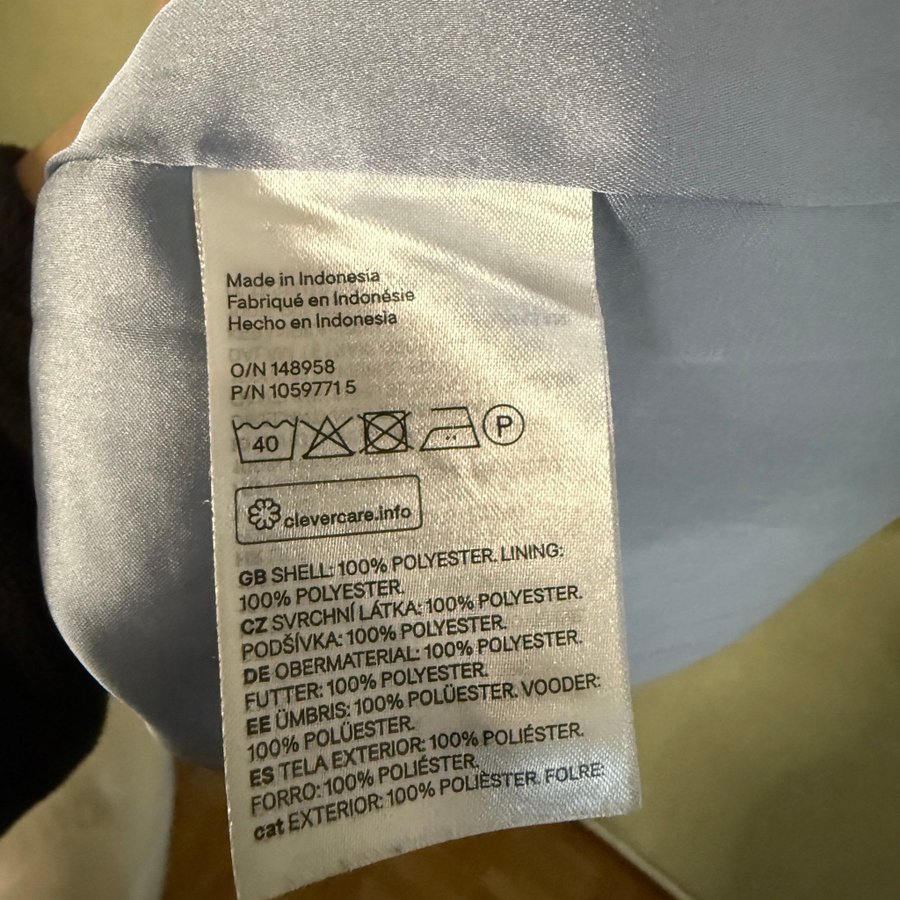 Made in Indonesia
Fabriqué en Indonésie
Hecho en Indonesia
O/N 148958
P/N 1059771 5
40 P
clevercare.info
GB SHELL: 100% POLYESTER. LINING:
100% POLYESTER.
CZ SVRCHNÍ LÁTKA: 100% POLYESTER.
PODŠÍVKA: 100% POLYESTER.
DE OBERMATERIAL: 100% POLYESTER.
FUTTER: 100% POLYESTER.
EE ÜMBRIS: 100% POLÜESTER. VOODER:
100% POLÜESTER.
ES TELA EXTERIOR: 100% POLIÉSTER.
FORRO: 100% POLIÉSTER.
cat EXTERIOR: 100% POLIÈSTER. FOLRE: